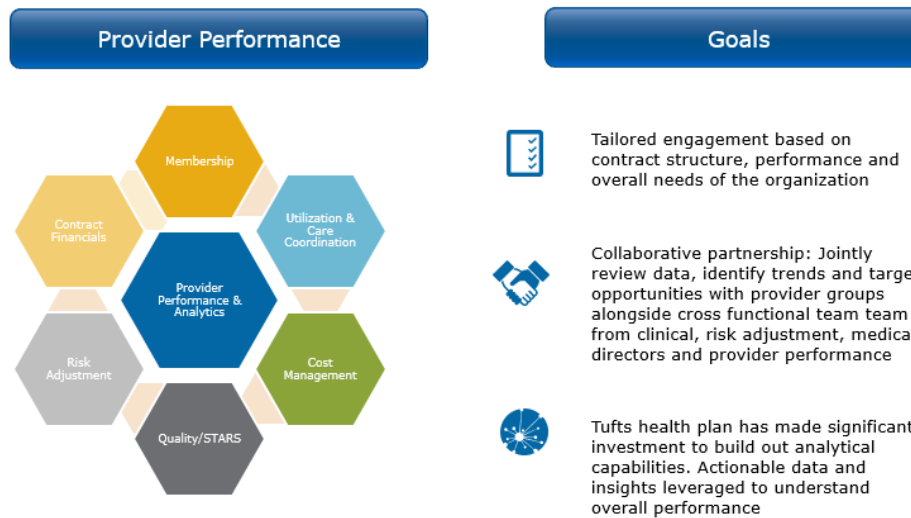 Provider Performance
Membership
Contract
Financials
Utilization &
Care
Coordination
Provider
Performance &
Analytics
Risk
Adjustment
Cost
Management
Quality/STARS
Goals
Tailored engagement based on
contract structure, performance and
overall needs of the organization
Collaborative partnership: Jointly
review data, identify trends and targe
opportunities with provider groups
alongside cross functional team team
from clinical, risk adjustment, medica
directors and provider performance
Tufts health plan has made significant
investment to build out analytical
capabilities. Actionable data and
insights leveraged to understand
overall performance